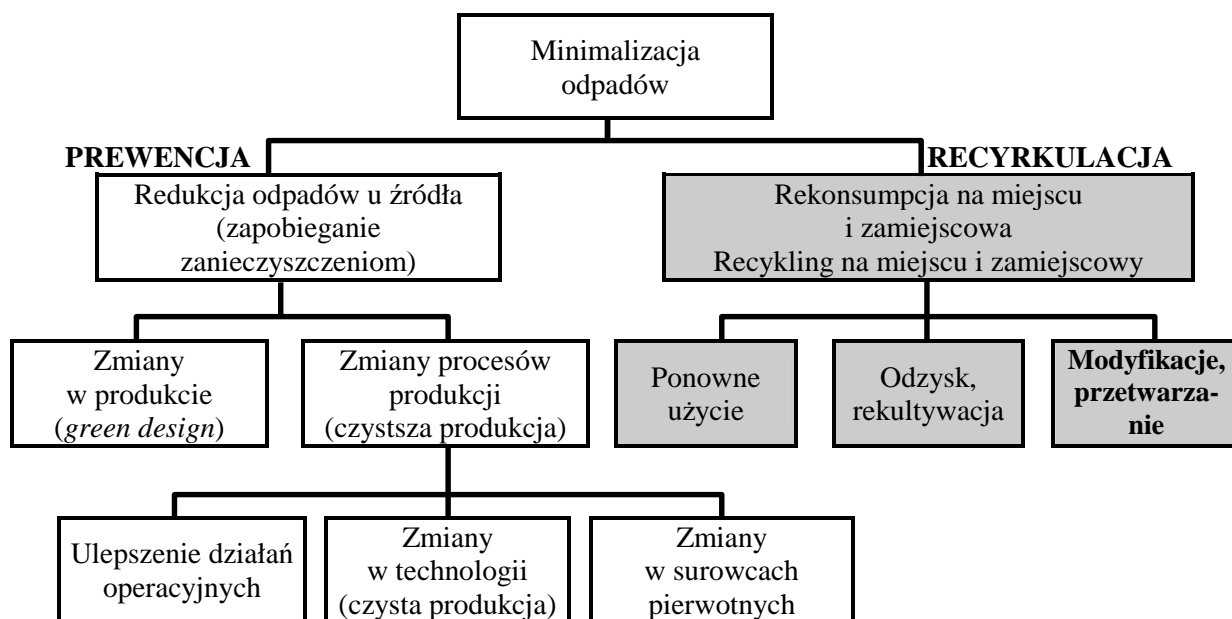 Minimalizacja
odpadów
PREWENCJA
RECYRKULACJA
Redukcja odpadów u źródła
(zapobieganie
zanieczyszczeniom)
Rekonsumpcja na miejscu
i zamiejscowa
Recykling na miejscu i zamiejscowy
Zmiany
w produkcie
(green design)
Zmiany procesów
produkcji
(czystsza produkcja)
Ponowne
użycie
Odzysk,
rekultywacja
Modyfikacje,
przetwarza-
nie
Ulepszenie działań
operacyjnych
Zmiany
w technologii
(czysta produkcja)
Zmiany
w surowcach
pierwotnych